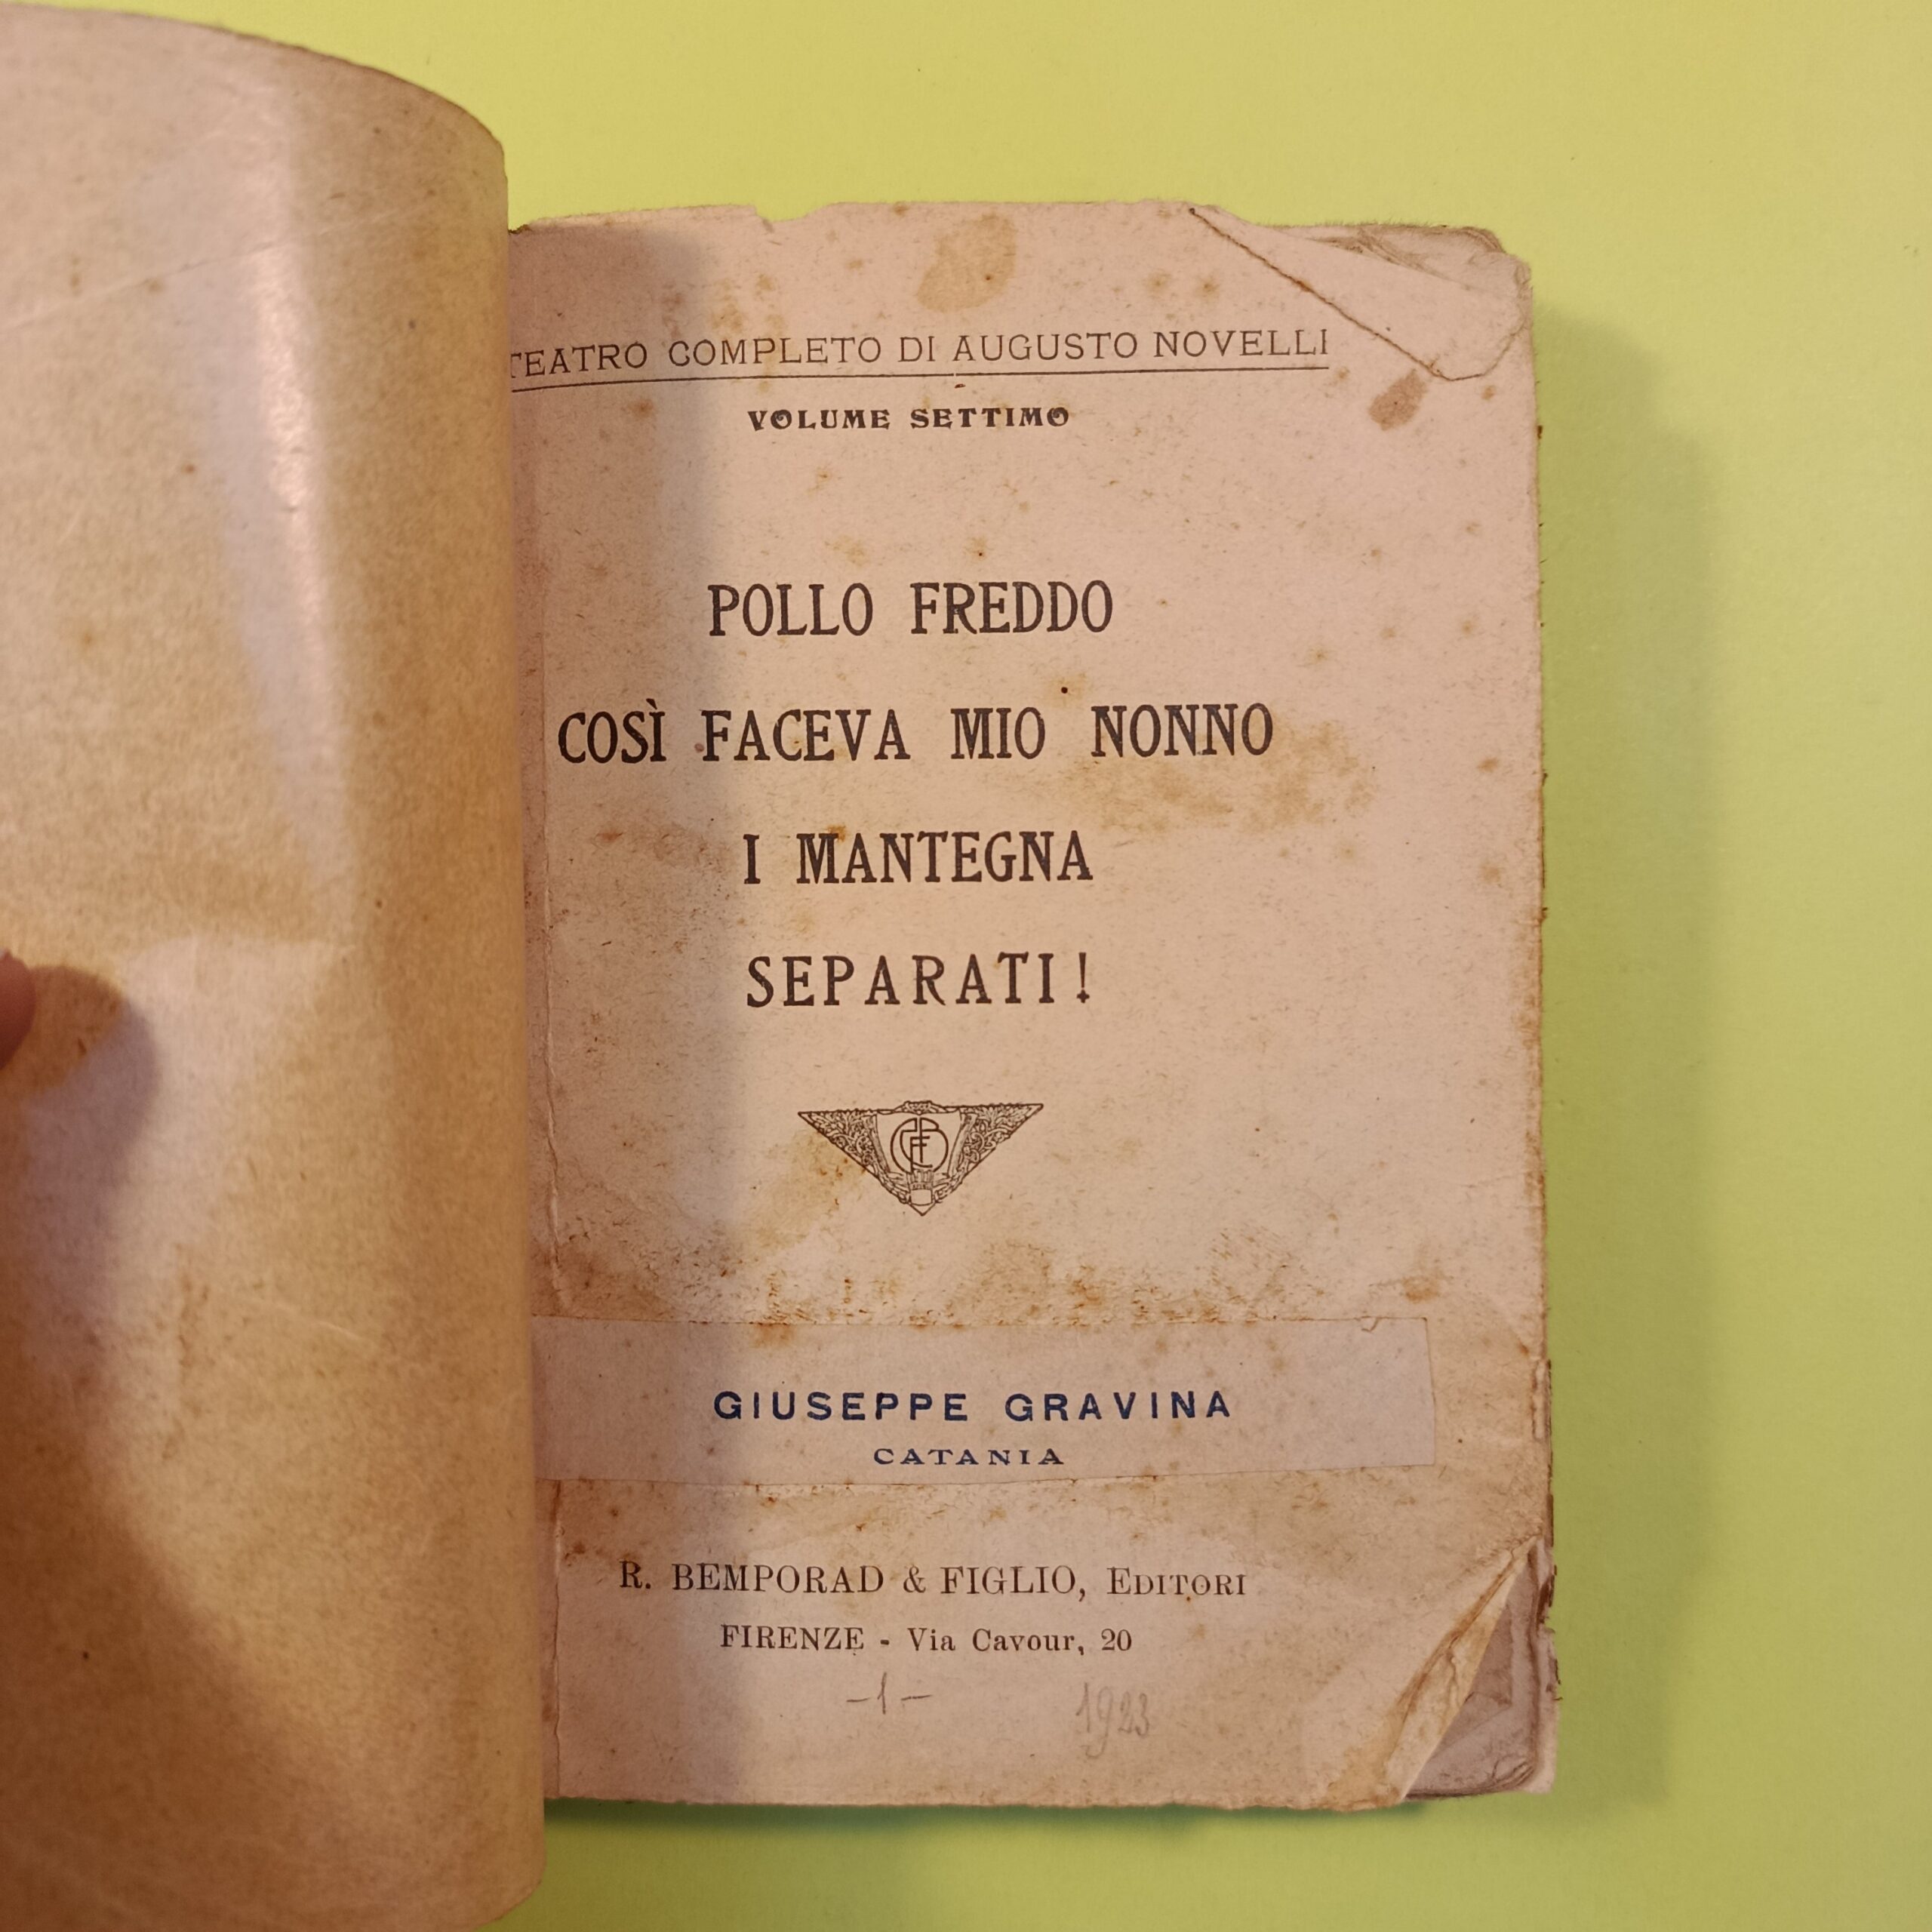 TEATRO COMPLETO DI AUGUSTO NOVELLI
VOLUME SETTIMO
POLLO FREDDO
COSÌ FACEVA MIO NONNO
I MANTEGNA
SEPARATI!
GIUSEPPE GRAVINA
CATANIA
R. BEMPORAD & FIGLIO, EDITORI
FIRENZE - Via Cavour, 20
-1- 1923